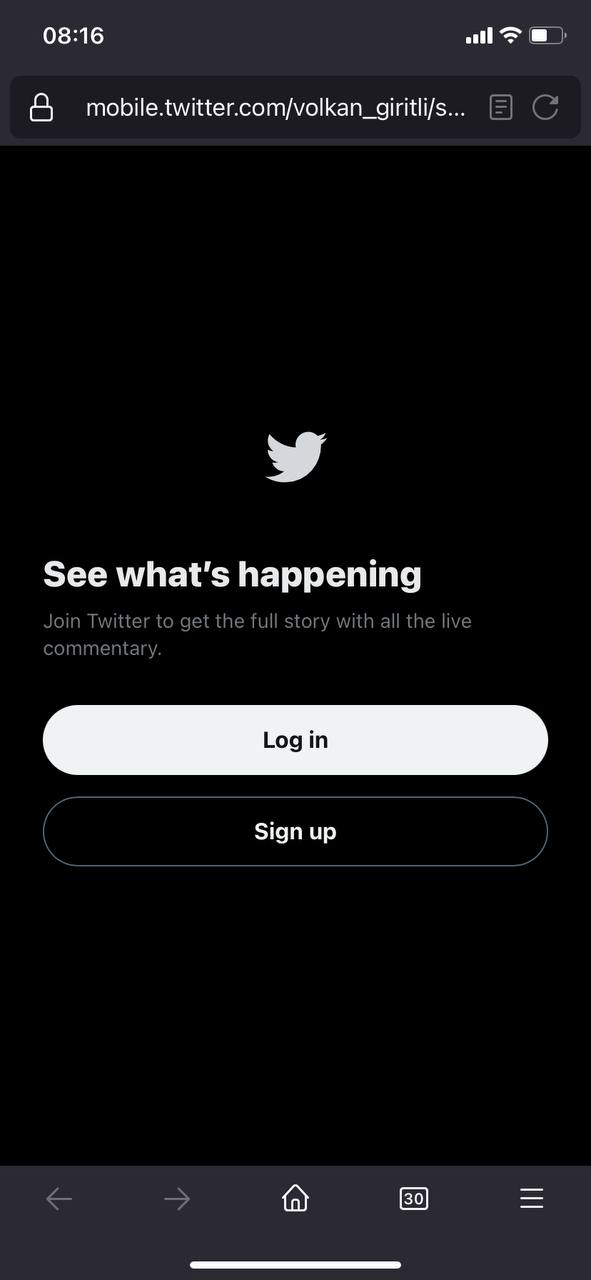 08:16
mobile.twitter.com/volkan_giritli/s...
See what's happening
Join Twitter to get the full story with all the live
commentary.
Log in
Sign up
30